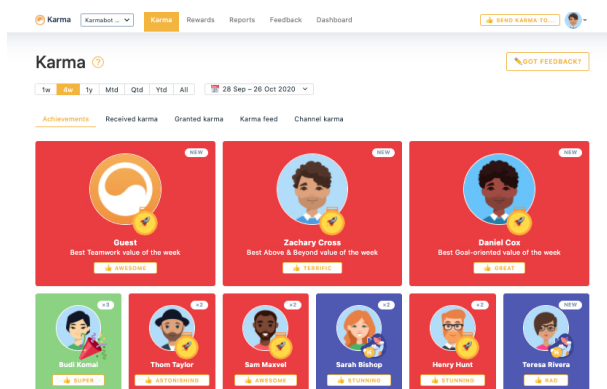 Karma Karmabot ... Karma Rewards Reports Feedback Dashboard SEND KARMA TO...
Karma ? GOT FEEDBACK?
1w 4w 1y Mtd Qtd Ytd All 28 Sep – 26 Oct 2020
Achievements Received karma Granted karma Karma feed Channel karma
NEW NEW NEW
Guest Zachary Cross Daniel Cox
Best Teamwork value of the week Best Above & Beyond value of the week Best Goal-oriented value of the week
AWESOME TERRIFIC GREAT
×3 ×2 ×2 ×2 ×2 NEW
Budi Komal Thom Taylor Sam Maxvel Sarah Bishop Henry Hunt Teresa Rivera
SUPER ASTONISHING AWESOME STUNNING STUNNING RAD